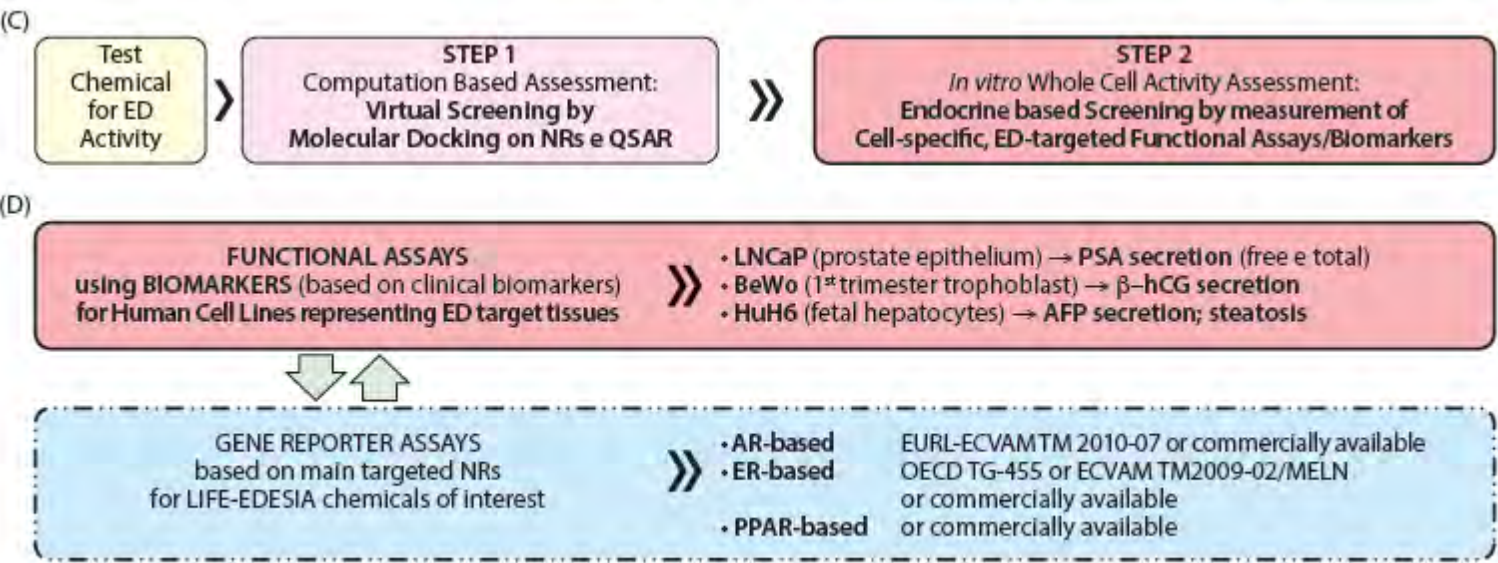 (C)
Test
Chemical
for ED
Activity
STEP 1
Computation Based Assessment:
Virtual Screening by
Molecular Docking on NRs e QSAR
STEP 2
In vitro Whole Cell Activity Assessment:
Endocrine based Screening by measurement of
Cell-specific, ED-targeted Functional Assays/Biomarkers
(D)
FUNCTIONAL ASSAYS
using BIOMARKERS (based on clinical biomarkers)
for Human Cell Lines representing ED target tissues
• LNCaP (prostate epithelium) → PSA secretion (free e total)
• BeWo (1st trimester trophoblast) → β–hCG secretion
• HuH6 (fetal hepatocytes) → AFP secretion; steatosis
GENE REPORTER ASSAYS
based on main targeted NRs
for LIFE-EDESIA chemicals of interest
• AR-based EURL-ECVAMTM 2010-07 or commercially available
• ER-based OECD TG-455 or ECVAM TM2009-02/MELN
or commercially available
• PPAR-based or commercially available